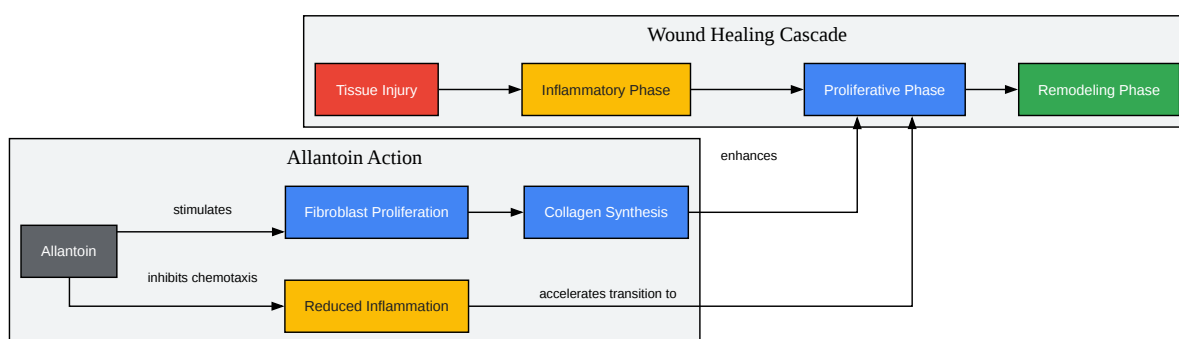 Wound Healing Cascade
Tissue Injury
Inflammatory Phase
Proliferative Phase
Remodeling Phase
Allantoin Action
enhances
stimulates
Fibroblast Proliferation
Collagen Synthesis
Allantoin
inhibits chemotaxis
Reduced Inflammation
accelerates transition to